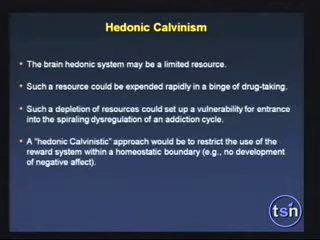 Hedonic Calvinism
• The brain hedonic system may be a limited resource.
• Such a resource could be expended rapidly in a binge of drug-taking.
• Such a depletion of resources could set up a vulnerability for entrance
into the spiraling dysregulation of an addiction cycle.
• A "hedonic Calvinistic" approach would be to restrict the use of the
reward system within a homeostatic boundary (e.g., no development
of negative affect).
tsn